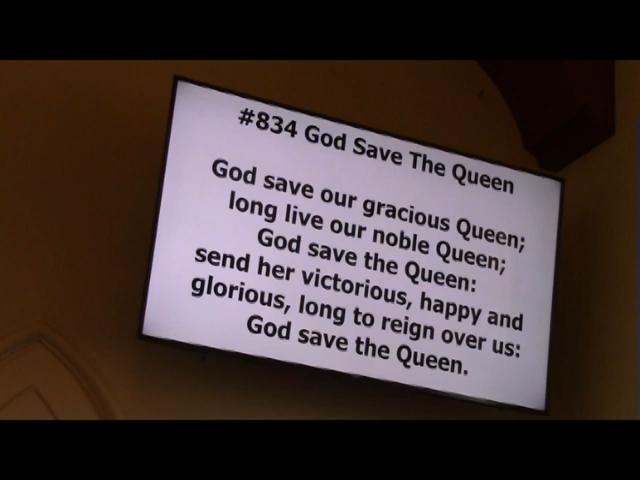 #834 God Save The Queen
God save our gracious Queen;
long live our noble Queen;
God save the Queen:
send her victorious, happy and
glorious, long to reign over us:
God save the Queen.